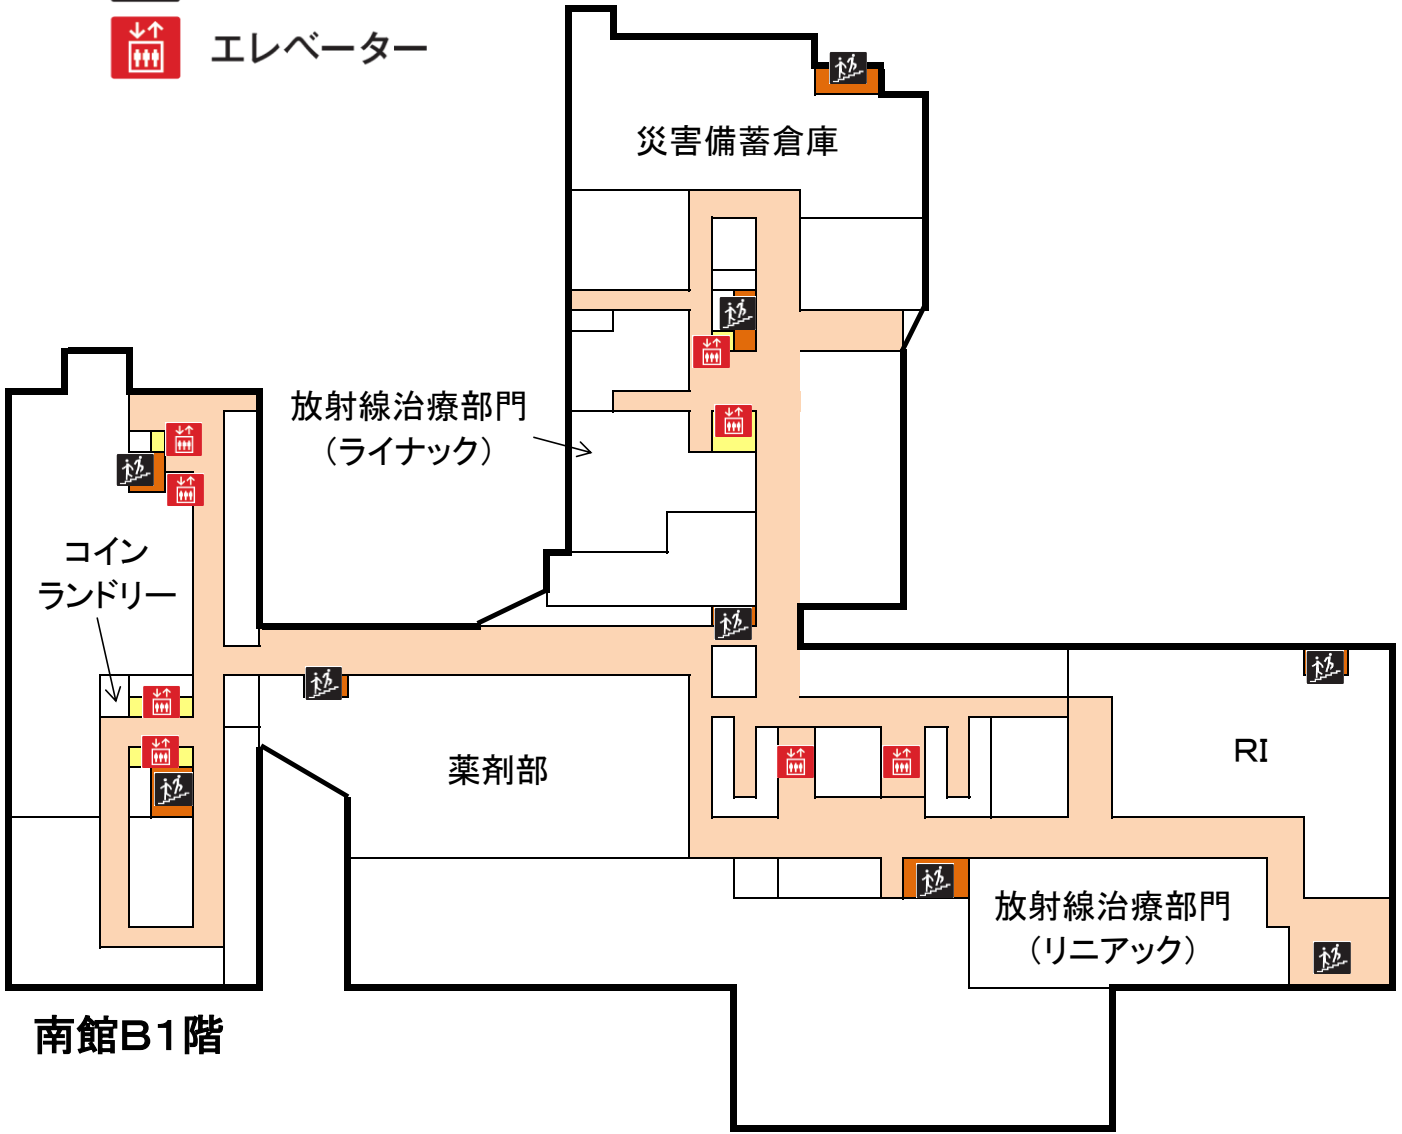 エレベーター
災害備蓄倉庫
放射線治療部門
（ライナック）
コイン
ランドリー
薬剤部
RI
放射線治療部門
（リニアック）
南館B1階